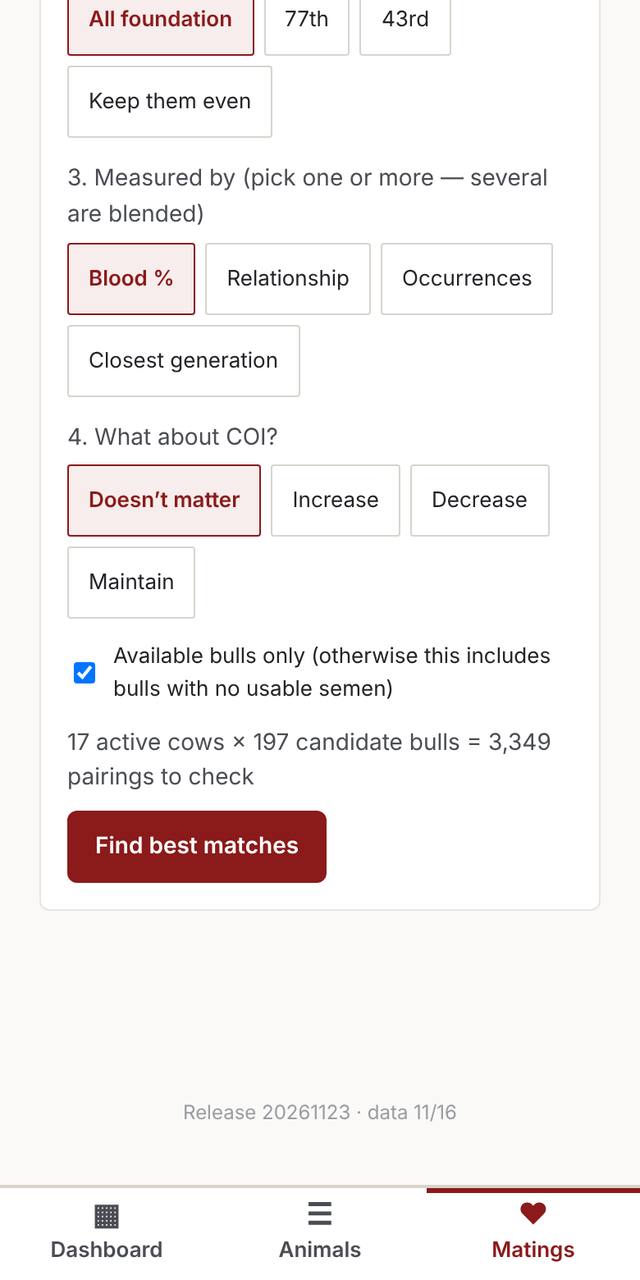 All foundation
77th
43rd
Keep them even
3. Measured by (pick one or more — several
are blended)
Blood %
Relationship
Occurrences
Closest generation
4. What about COI?
Doesn’t matter
Increase
Decrease
Maintain
Available bulls only (otherwise this includes
bulls with no usable semen)
17 active cows × 197 candidate bulls = 3,349
pairings to check
Find best matches
Release 20261123 · data 11/16
Dashboard
Animals
Matings